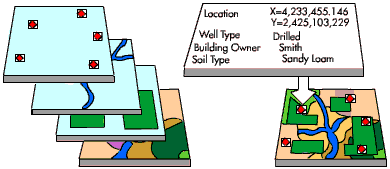 Location X=4,233,455.146
Y=2,425,103,229
Well Type Drilled
Building Owner Smith
Soil Type Sandy Loam